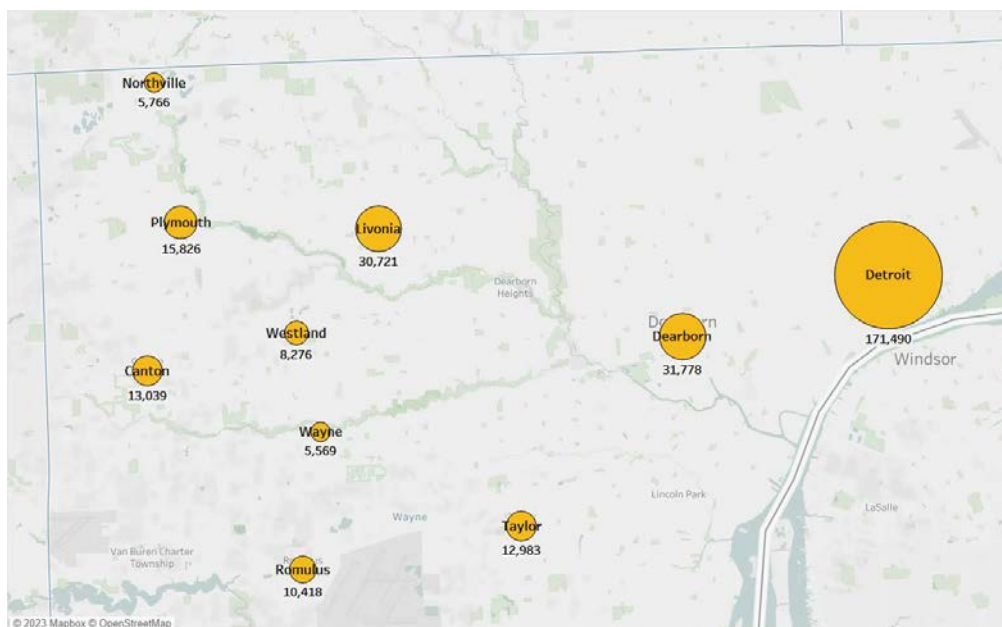 Northville
5,766
Plymouth
15,826
Livonia
30,721
Dearborn
Heights
Detroit
171,490
Westland
8,276
Dearborn
31,778
Windsor
Canton
13,039
Wayne
5,569
Lincoln Park
LaSalle
Wayne
Taylor
12,983
Van Buren Charter
Township
Romulus
10,418
© 2023 Mapbox © OpenStreetMap